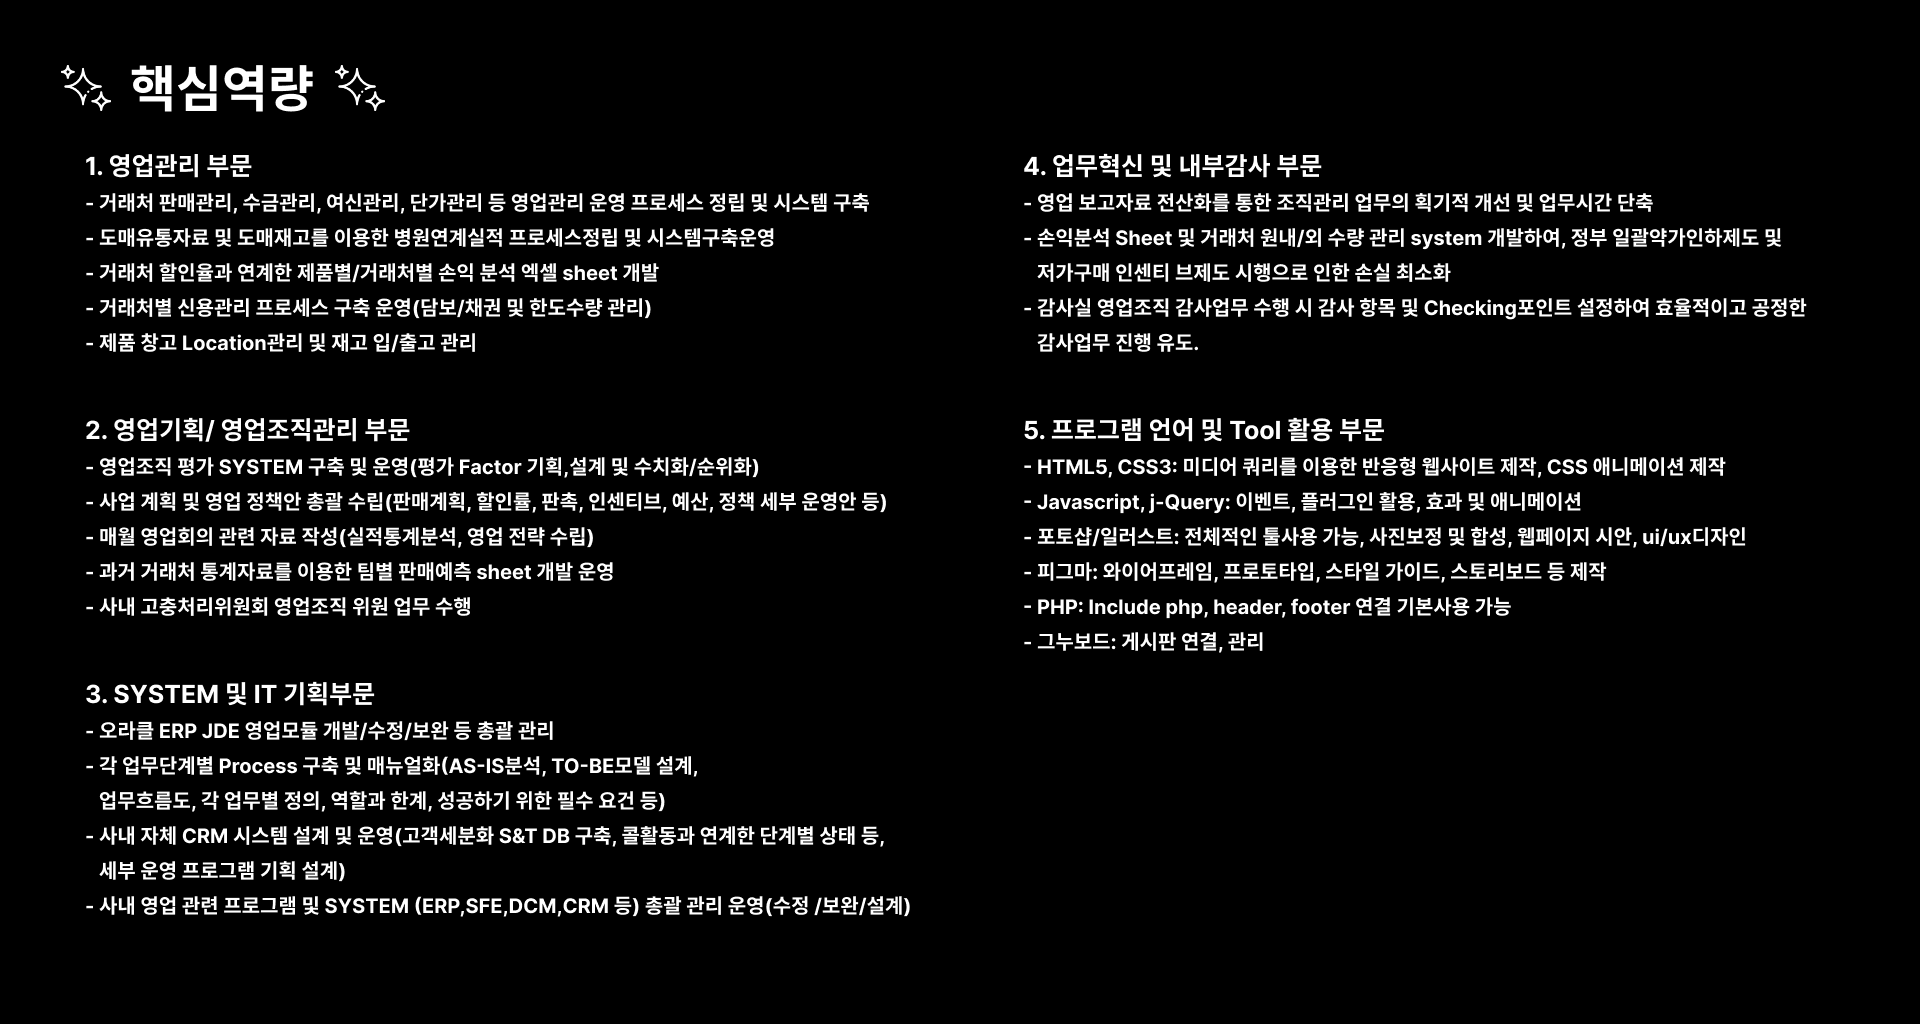 핵심역량
1. 영업관리 부문
- 거래처 판매관리, 수금관리, 여신관리, 단가관리 등 영업관리 운영 프로세스 정립 및 시스템 구축
- 도매유통자료 및 도매재고를 이용한 병원연계실적 프로세스정립 및 시스템구축운영
- 거래처 할인율과 연계한 제품별/거래처별 손익 분석 엑셀 sheet 개발
- 거래처별 신용관리 프로세스 구축 운영(담보/채권 및 한도수량 관리)
- 제품 창고 Location관리 및 재고 입/출고 관리
2. 영업기획/ 영업조직관리 부문
- 영업조직 평가 SYSTEM 구축 및 운영(평가 Factor 기획,설계 및 수치화/순위화)
- 사업 계획 및 영업 정책안 총괄 수립(판매계획, 할인률, 판촉, 인센티브, 예산, 정책 세부 운영안 등)
- 매월 영업회의 관련 자료 작성(실적통계분석, 영업 전략 수립)
- 과거 거래처 통계자료를 이용한 팀별 판매예측 sheet 개발 운영
- 사내 고충처리위원회 영업조직 위원 업무 수행
3. SYSTEM 및 IT 기획부문
- 오라클 ERP JDE 영업모듈 개발/수정/보완 등 총괄 관리
- 각 업무단계별 Process 구축 및 매뉴얼화(AS-IS분석, TO-BE모델 설계,
업무흐름도, 각 업무별 정의, 역할과 한계, 성공하기 위한 필수 요건 등)
- 사내 자체 CRM 시스템 설계 및 운영(고객세분화 S&T DB 구축, 콜활동과 연계한 단계별 상태 등,
세부 운영 프로그램 기획 설계)
- 사내 영업 관련 프로그램 및 SYSTEM (ERP,SFE,DCM,CRM 등) 총괄 관리 운영(수정 /보완/설계)
4. 업무혁신 및 내부감사 부문
- 영업 보고자료 전산화를 통한 조직관리 업무의 획기적 개선 및 업무시간 단축
- 손익분석 Sheet 및 거래처 원내/외 수량 관리 system 개발하여, 정부 일괄약가인하제도 및
저가구매 인센티 브제도 시행으로 인한 손실 최소화
- 감사실 영업조직 감사업무 수행 시 감사 항목 및 Checking포인트 설정하여 효율적이고 공정한
감사업무 진행 유도.
5. 프로그램 언어 및 Tool 활용 부문
- HTML5, CSS3: 미디어 쿼리를 이용한 반응형 웹사이트 제작, CSS 애니메이션 제작
- Javascript, j-Query: 이벤트, 플러그인 활용, 효과 및 애니메이션
- 포토샵/일러스트: 전체적인 툴사용 가능, 사진보정 및 합성, 웹페이지 시안, ui/ux디자인
- 피그마: 와이어프레임, 프로토타입, 스타일 가이드, 스토리보드 등 제작
- PHP: Include php, header, footer 연결 기본사용 가능
- 그누보드: 게시판 연결, 관리